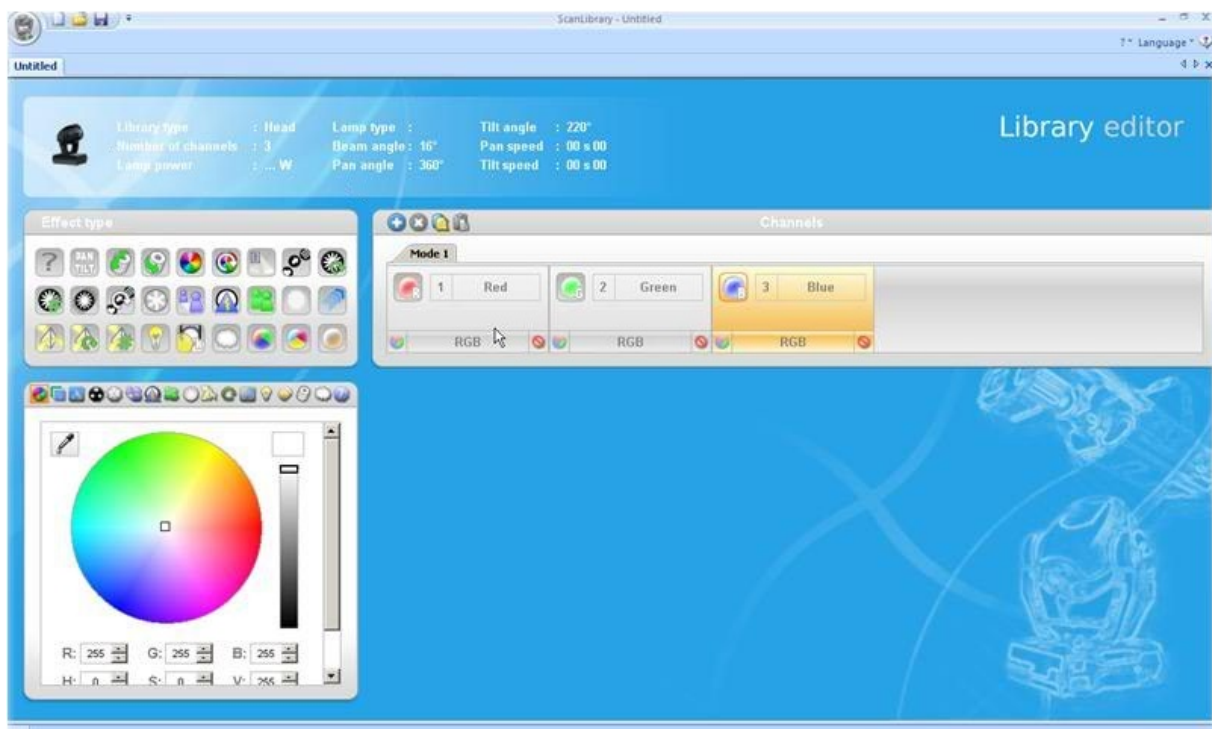 ScanLibrary - Untitled
? Language
Untitled
Library type : Head Lamp type : Tilt angle : 220°
Number of channels : 3 Beam angle : 16° Pan speed : 00 s 00
Lamp power : ... W Pan angle : 360° Tilt speed : 00 s 00
Library editor
Effect type
Channels
? PAN TILT
Mode 1
1 Red 2 Green 3 Blue
RGB RGB RGB
R: 255 G: 255 B: 255
H: 0 S: 0 V: 255